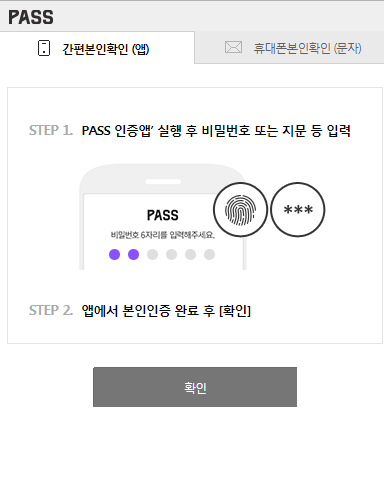 PASS
간편본인확인 (앱)
휴대폰본인확인 (문자)
STEP 1. PASS 인증앱’ 실행 후 비밀번호 또는 지문 등 입력
PASS
비밀번호 6자리를 입력해주세요.
***
STEP 2. 앱에서 본인인증 완료 후 [확인]
확인